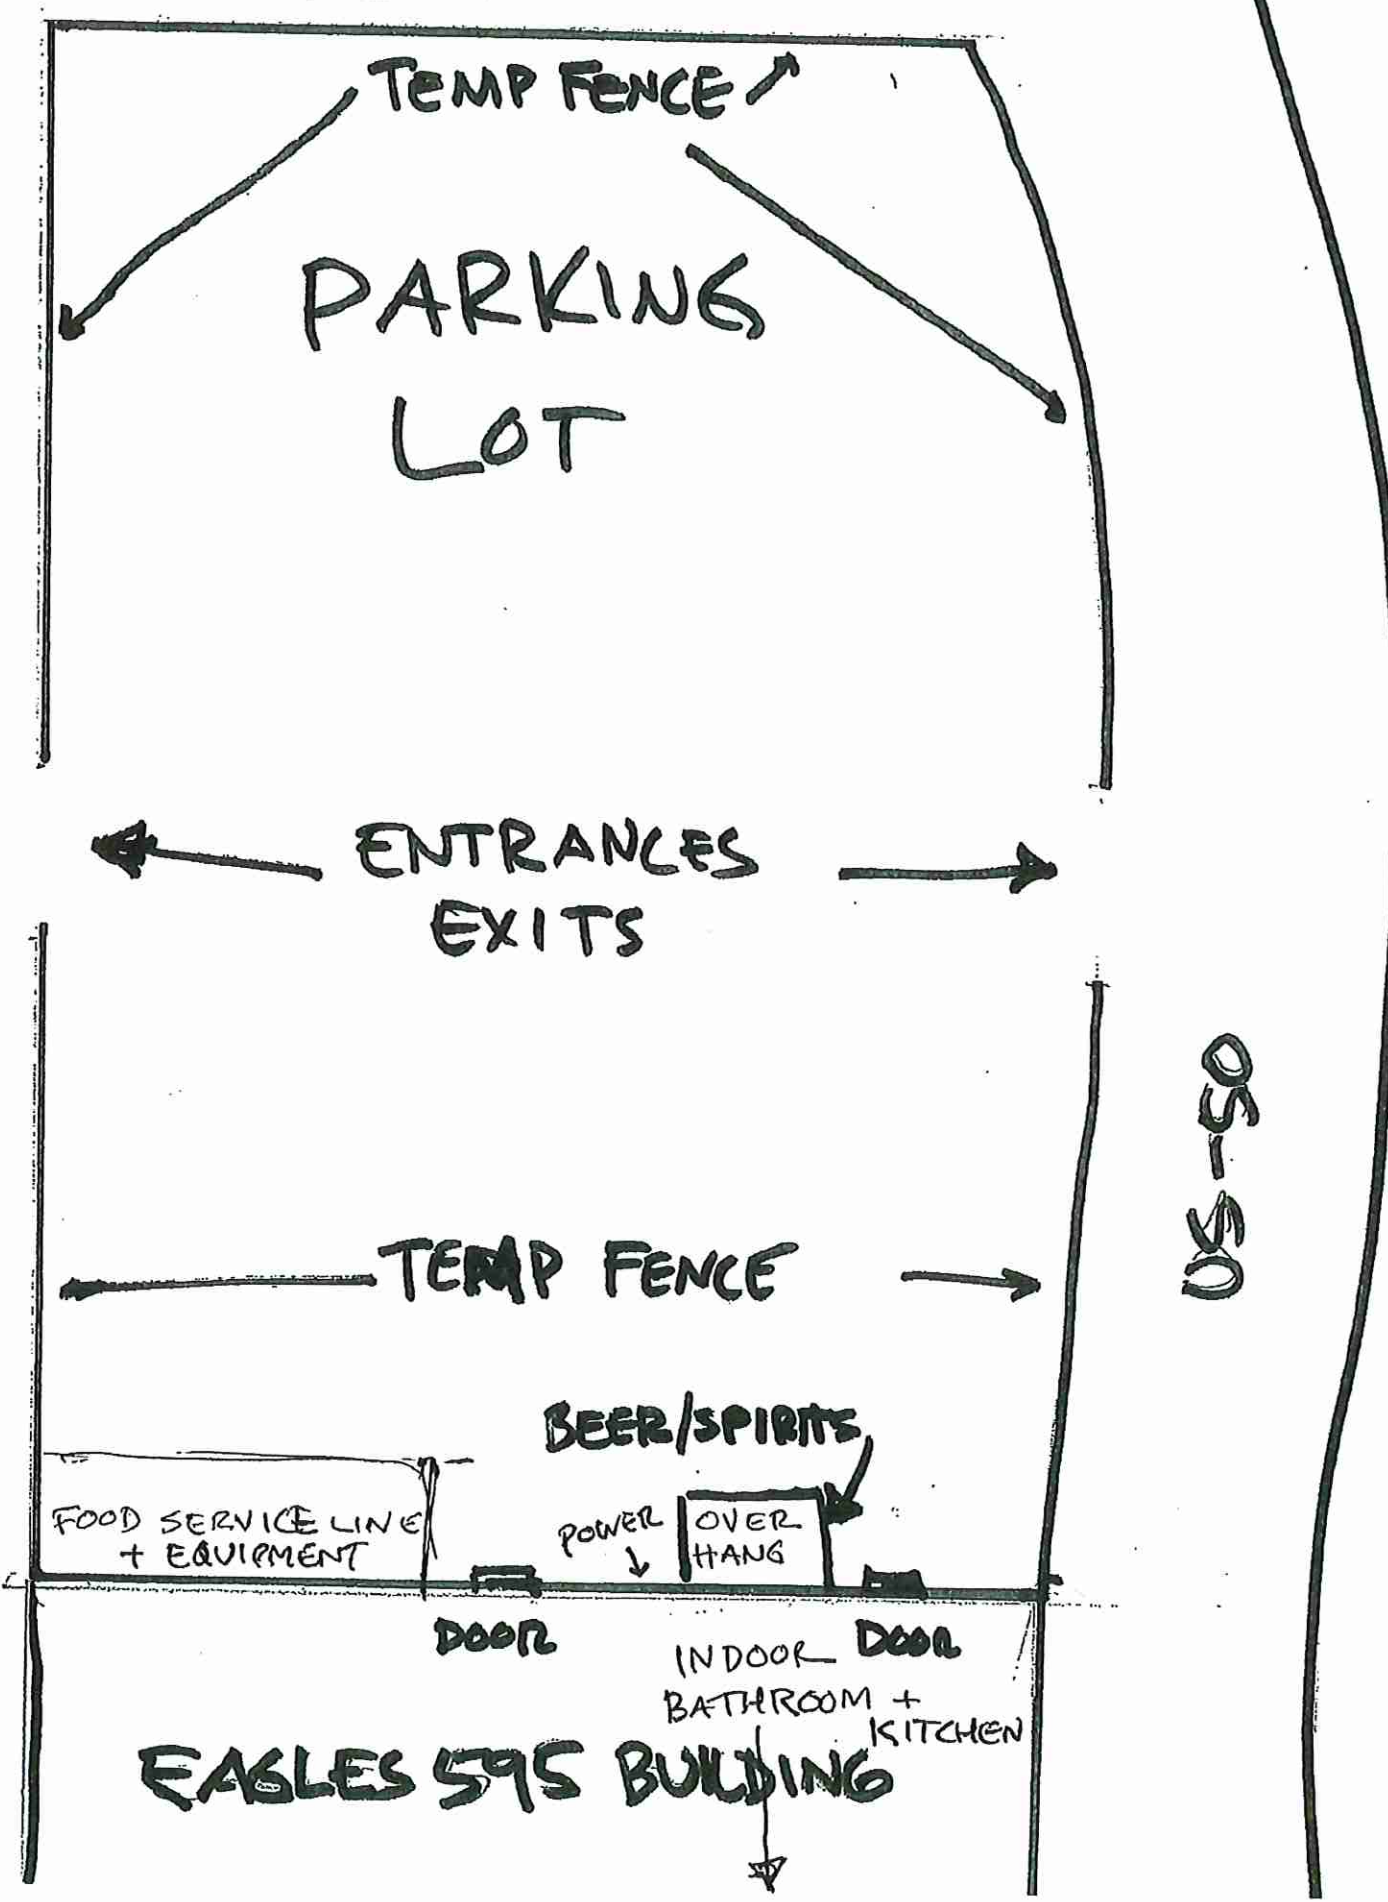 TEMP FENCE
PARKING
LOT
ENTRANCES
EXITS
US-50
TEMP FENCE
BEER/SPIRITS
FOOD SERVICE LINE
+ EQUIPMENT
POWER
OVER
HANG
DOOR
DOOR
INDOOR
BATHROOM +
KITCHEN
EAGLES 595 BUILDING